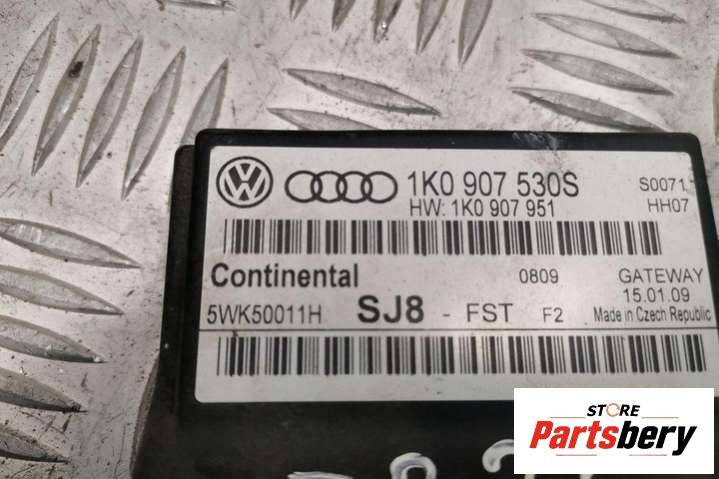 1K0 907 530S
S0071
HW: 1K0 907 951
HH07
Continental
0809
GATEWAY
15.01.09
5WK50011H
SJ8 - FST F2
Made in Czech Republic
STORE
Partsbery